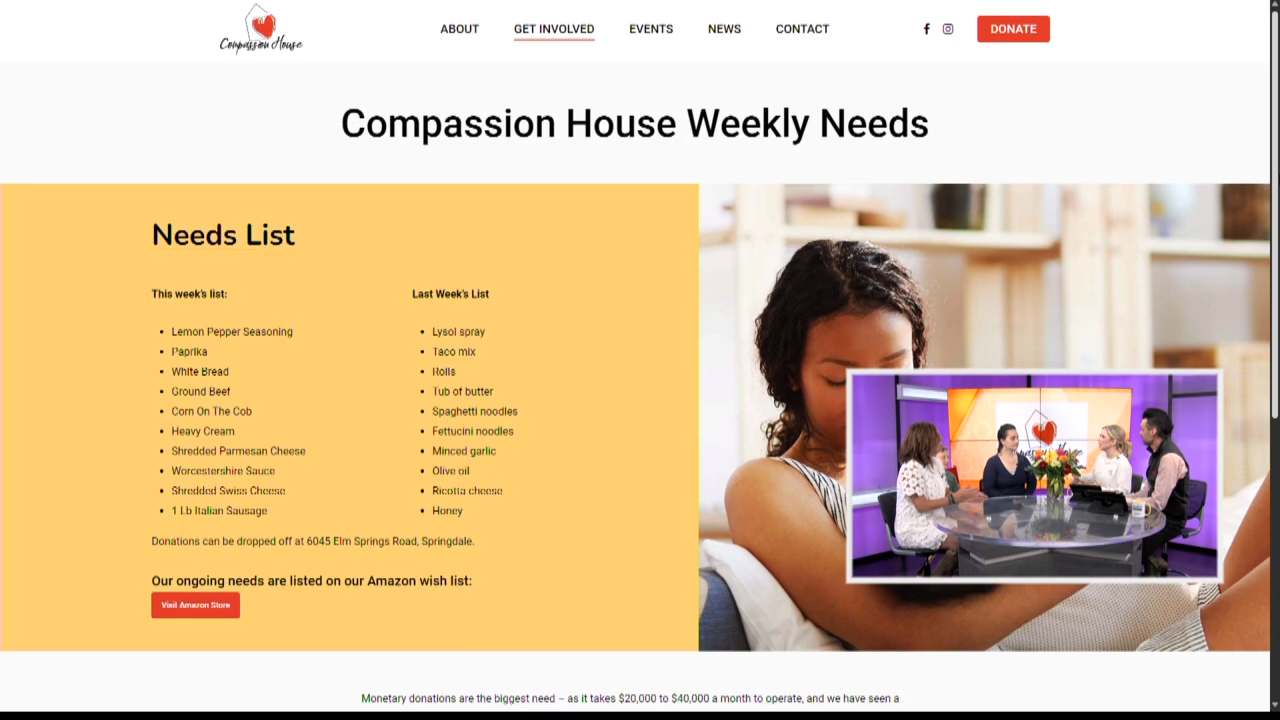 Compassion House
ABOUT
GET INVOLVED
EVENTS
NEWS
CONTACT
DONATE
Compassion House Weekly Needs
Needs List
This week's list:
Lemon Pepper Seasoning
Paprika
White Bread
Ground Beef
Corn On The Cob
Heavy Cream
Shredded Parmesan Cheese
Worcestershire Sauce
Shredded Swiss Cheese
1 Lb Italian Sausage
Last Week's List
Lysol spray
Taco mix
Rolls
Tub of butter
Spaghetti noodles
Fettucini noodles
Minced garlic
Olive oil
Ricotta cheese
Honey
Donations can be dropped off at 6045 Elm Springs Road, Springdale.
Our ongoing needs are listed on our Amazon wish list:
Visit Amazon Store
Monetary donations are the biggest need – as it takes $20,000 to $40,000 a month to operate, and we have seen a